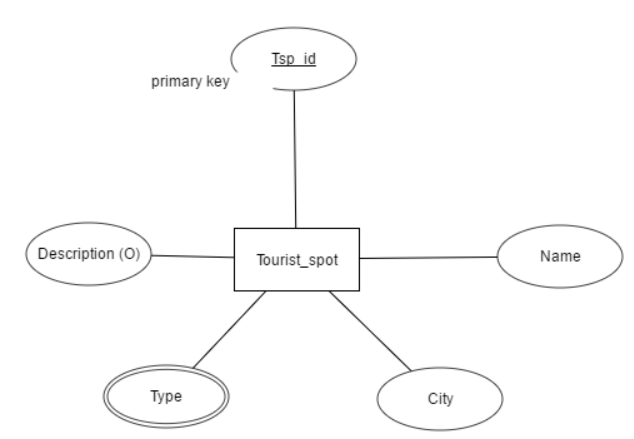 Tsp_id
primary key
Description (O)
Tourist_spot
Name
Type
City